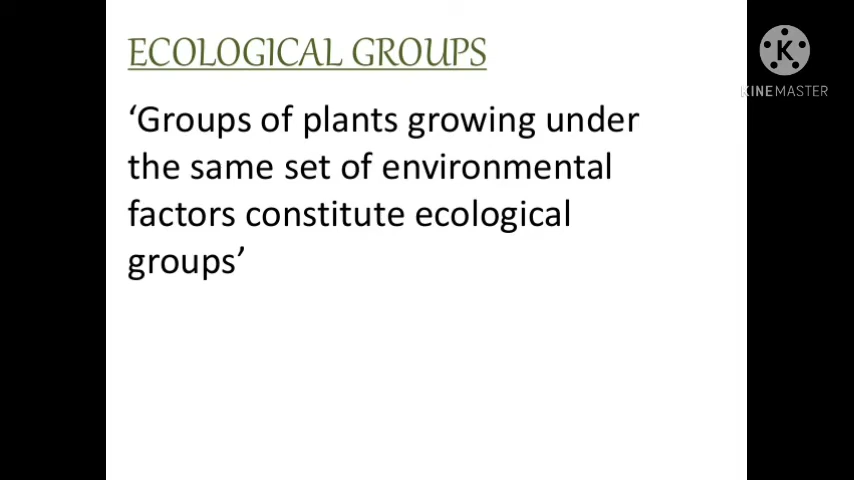 ECOLOGICAL GROUPS
‘Groups of plants growing under
the same set of environmental
factors constitute ecological
groups’
K
KINEMASTER